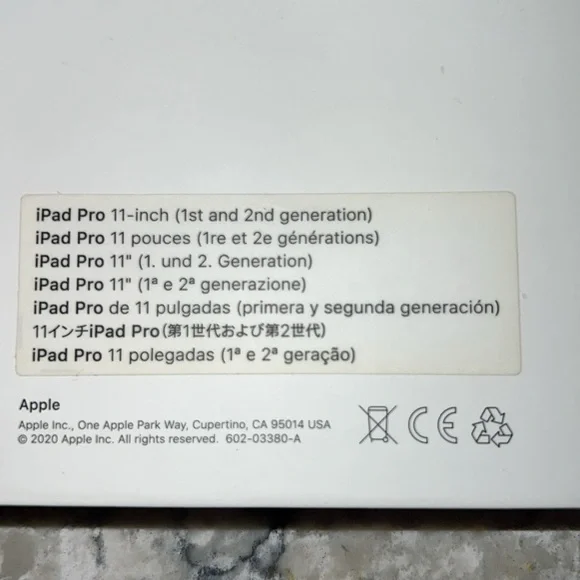 iPad Pro 11-inch (1st and 2nd generation)
iPad Pro 11 pouces (1re et 2e générations)
iPad Pro 11" (1. und 2. Generation)
iPad Pro 11" (1ª e 2ª generazione)
iPad Pro de 11 pulgadas (primera y segunda generación)
11インチiPad Pro(第1世代および第2世代)
iPad Pro 11 polegadas (1ª e 2ª geração)
Apple
Apple Inc., One Apple Park Way, Cupertino, CA 95014 USA
© 2020 Apple Inc. All rights reserved. 602-03380-A
CE